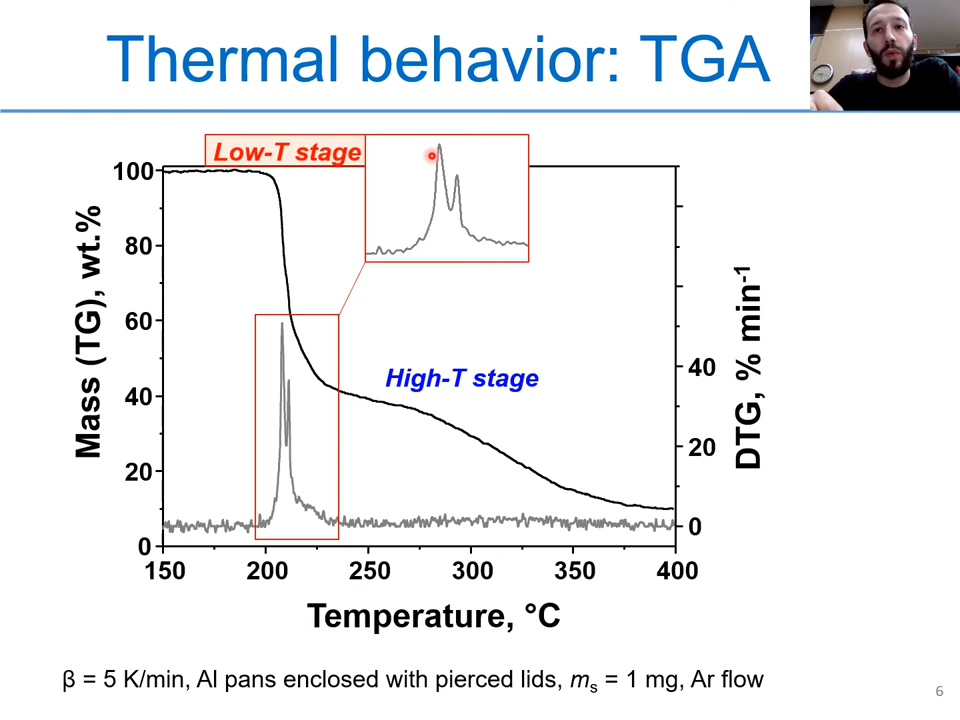 Thermal behavior: TGA
Low-T stage
100
80
60
40
20
0
Mass (TG), wt.%
High-T stage
40
20
0
DTG, % min⁻¹
150 200 250 300 350 400
Temperature, °C
β = 5 K/min, Al pans enclosed with pierced lids, mₛ = 1 mg, Ar flow
6